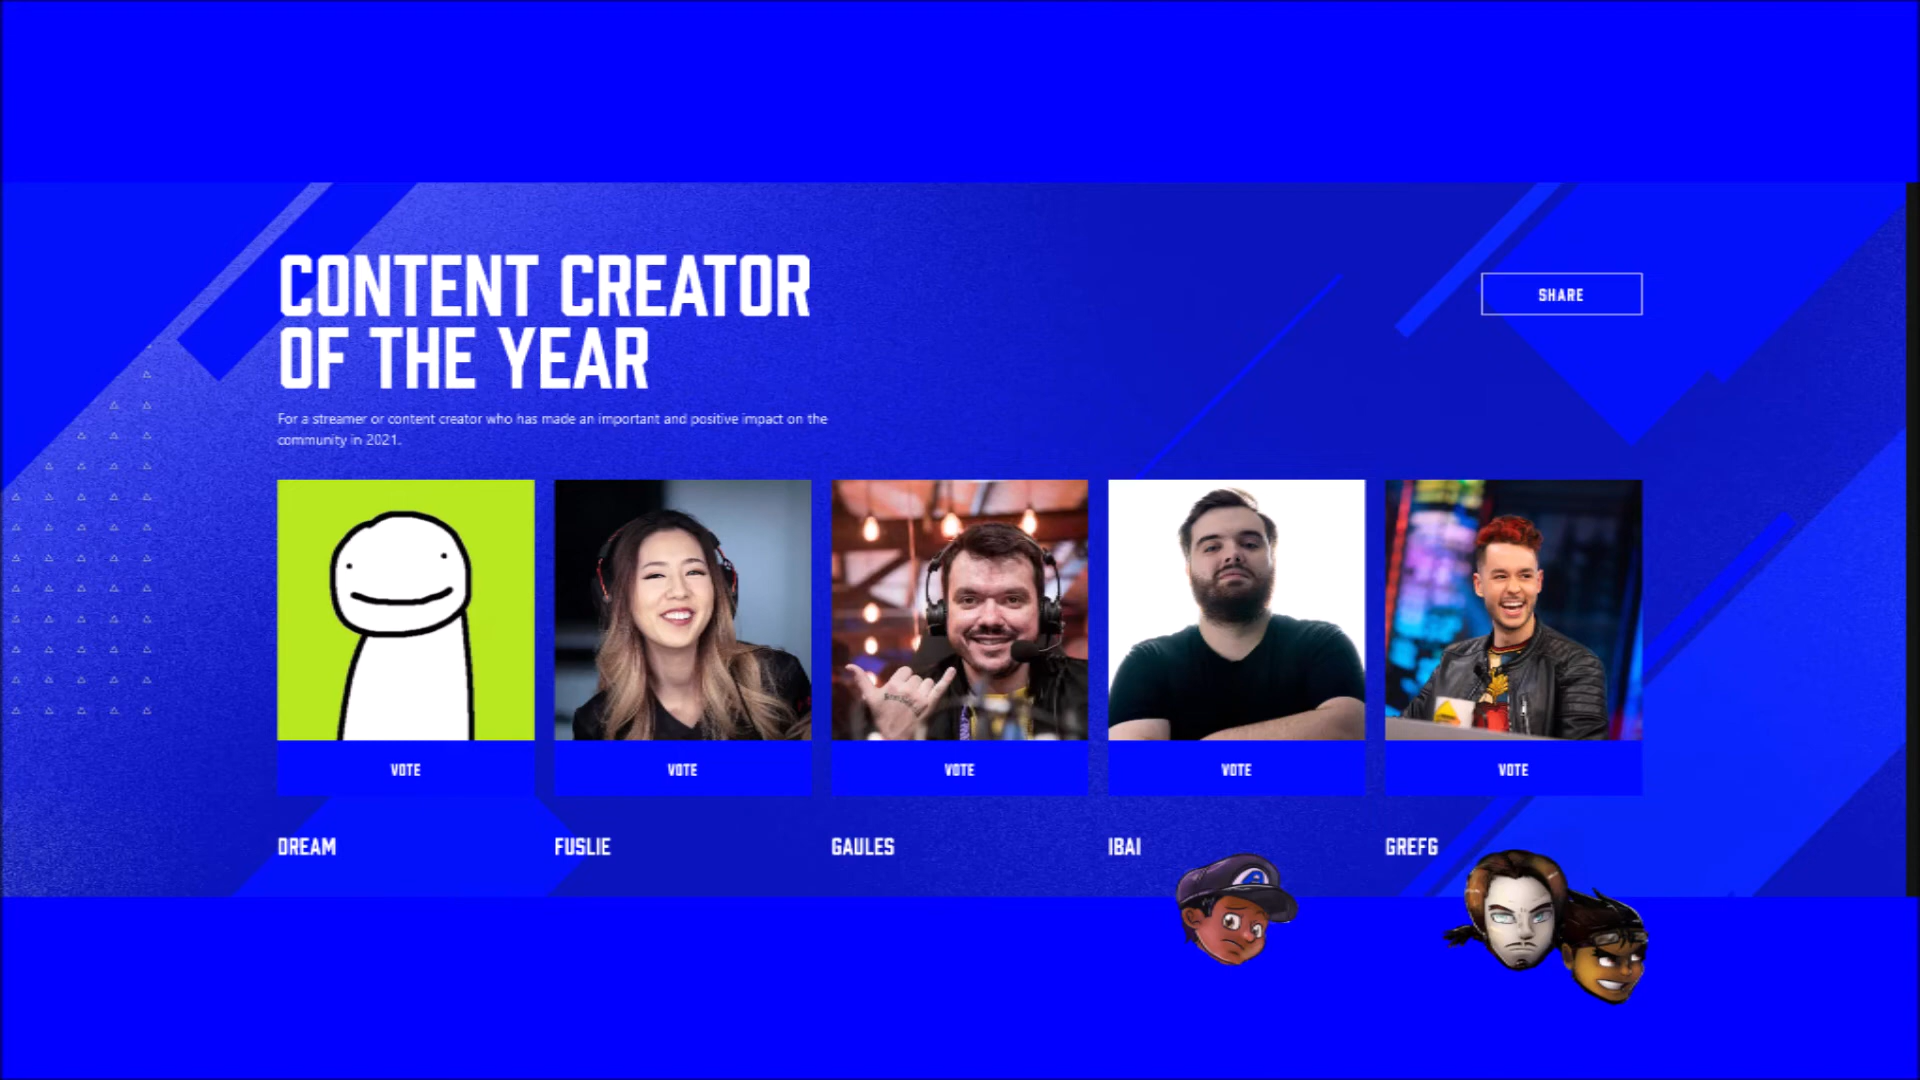 CONTENT CREATOR
OF THE YEAR
SHARE
For a streamer or content creator who has made an important and positive impact on the
community in 2021.
VOTE
VOTE
VOTE
VOTE
VOTE
DREAM
FUSLIE
GAULES
IBAI
GREFG